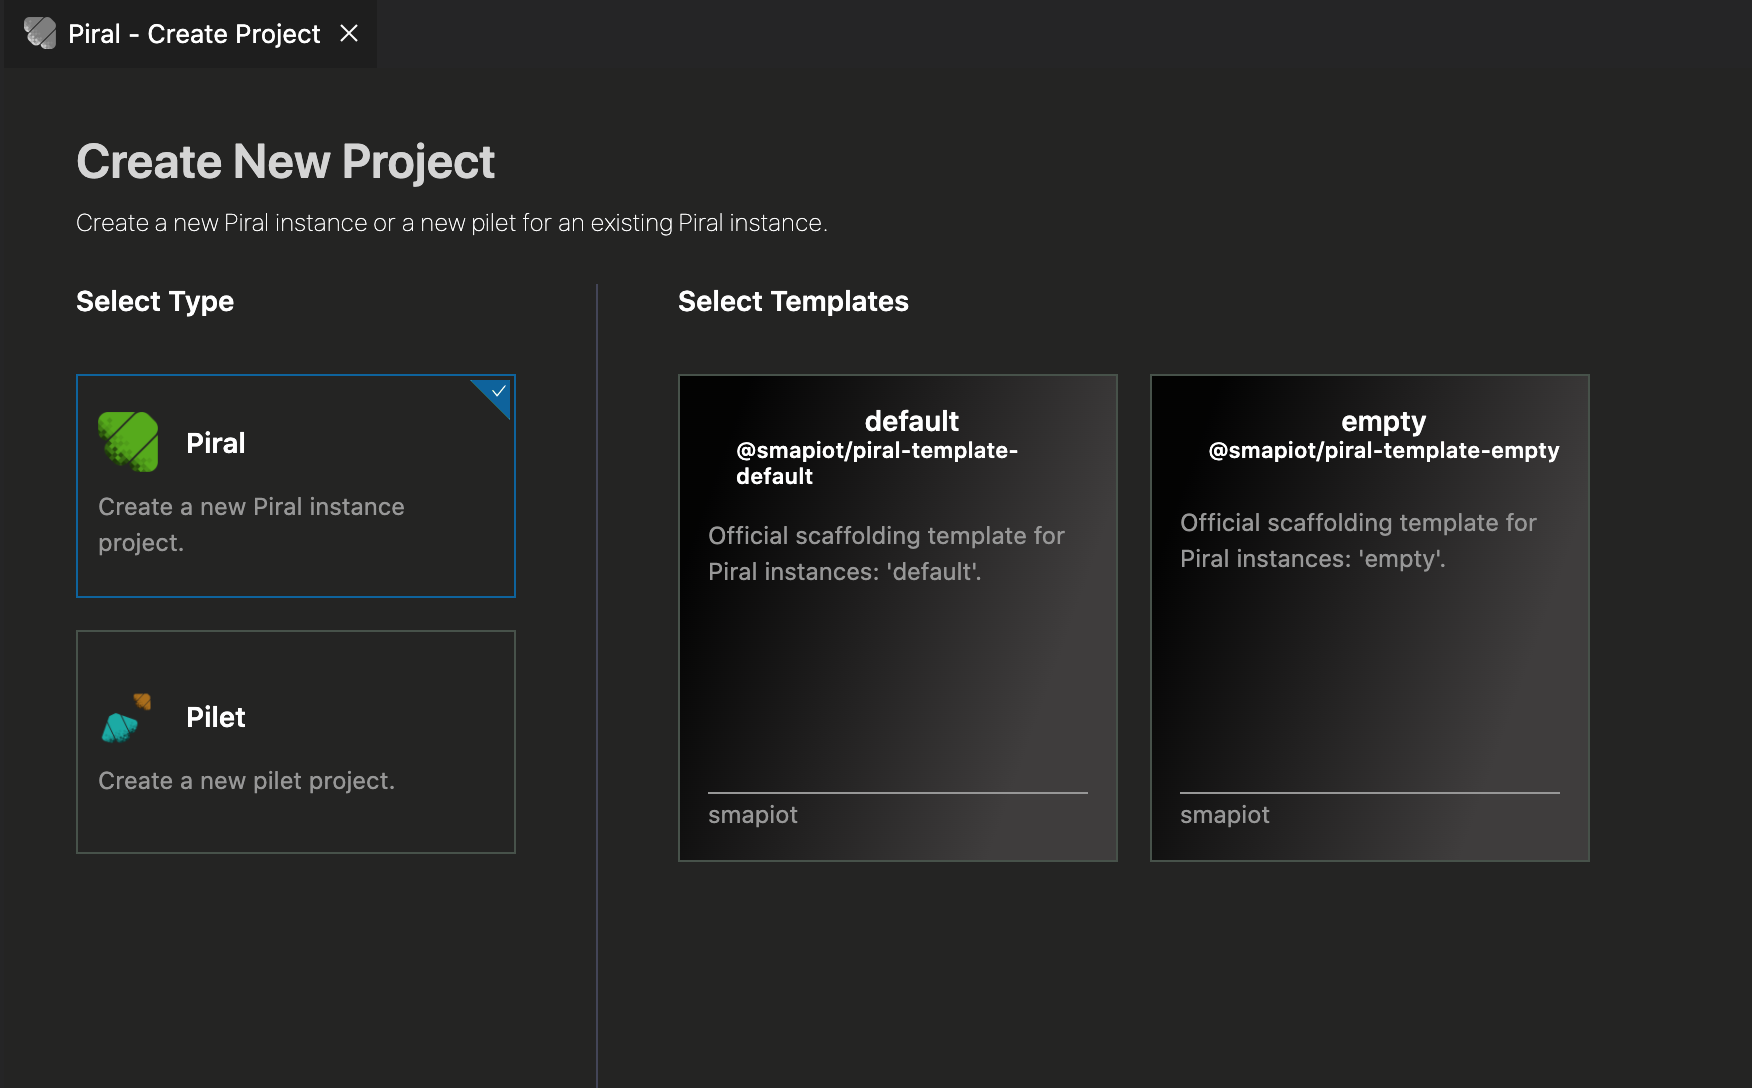 Piral - Create Project
Create New Project
Create a new Piral instance or a new pilet for an existing Piral instance.
Select Type
Piral
Create a new Piral instance
project.
Pilet
Create a new pilet project.
Select Templates
default
@smapiot/piral-template-
default
Official scaffolding template for
Piral instances: 'default'.
smapiot
empty
@smapiot/piral-template-empty
Official scaffolding template for
Piral instances: 'empty'.
smapiot